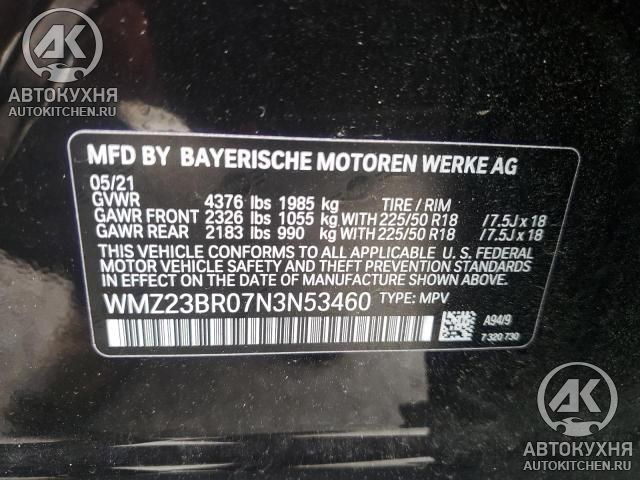 AK
АВТОКУХНЯ
AUTOKITCHEN.RU
MFD BY BAYERISCHE MOTOREN WERKE AG
05/21
GVWR 4376 lbs 1985 kg TIRE / RIM
GAWR FRONT 2326 lbs 1055 kg WITH 225/50 R18 /7.5J x 18
GAWR REAR 2183 lbs 990 kg WITH 225/50 R18 /7.5J x 18
THIS VEHICLE CONFORMS TO ALL APPLICABLE U. S. FEDERAL
MOTOR VEHICLE SAFETY AND THEFT PREVENTION STANDARDS IN
EFFECT ON THE DATE OF MANUFACTURE SHOWN ABOVE.
WMZ23BR07N3N53460 TYPE: MPV
A94/9
7 320 730
AK
АВТОКУХНЯ
AUTOKITCHEN.RU